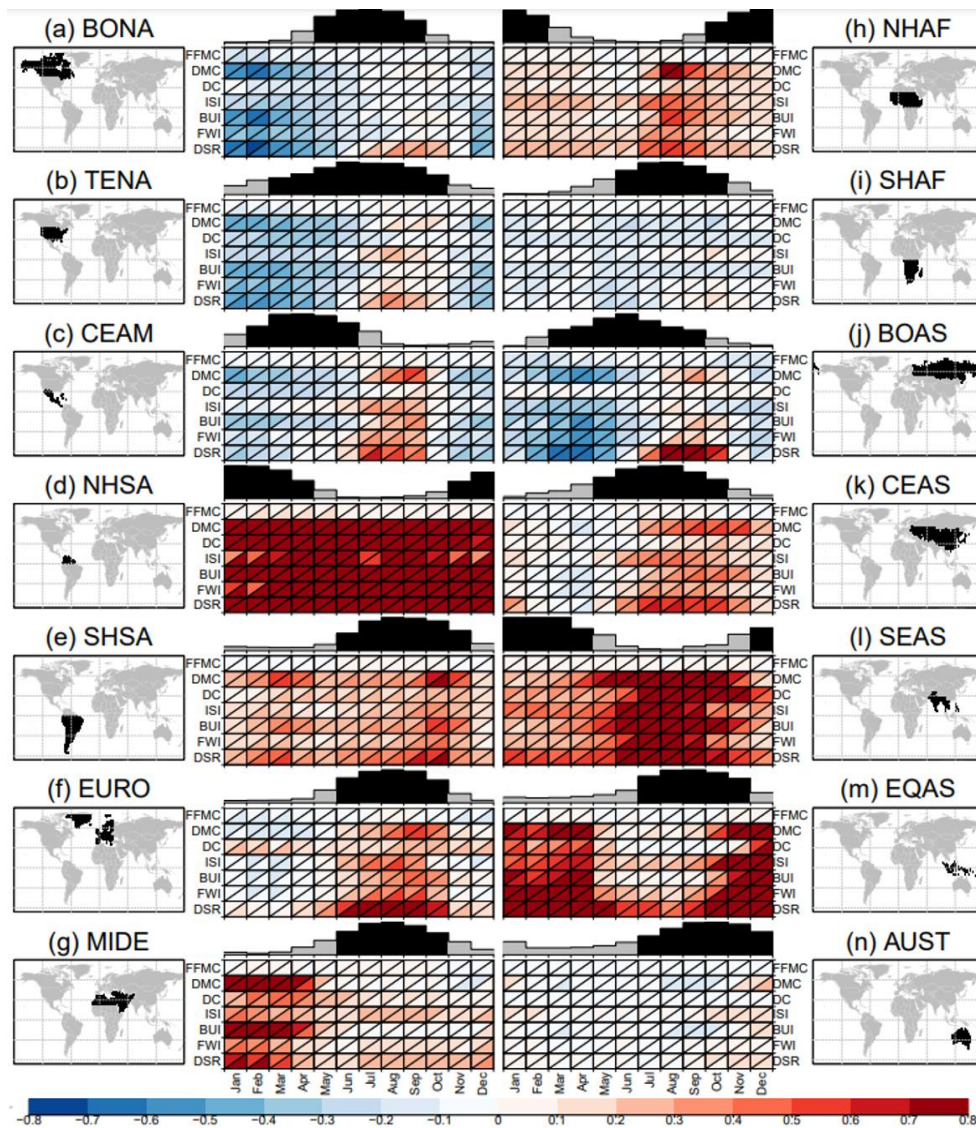 (a) BONA
FFMC
DMC
DC
ISI
BUI
FWI
DSR
(h) NHAF
FFMC
DMC
DC
ISI
BUI
FWI
DSR
(b) TENA
FFMC
DMC
DC
ISI
BUI
FWI
DSR
(i) SHAF
FFMC
DMC
DC
ISI
BUI
FWI
DSR
(c) CEAM
FFMC
DMC
DC
ISI
BUI
FWI
DSR
(j) BOAS
FFMC
DMC
DC
ISI
BUI
FWI
DSR
(d) NHSA
FFMC
DMC
DC
ISI
BUI
FWI
DSR
(k) CEAS
FFMC
DMC
DC
ISI
BUI
FWI
DSR
(e) SHSA
FFMC
DMC
DC
ISI
BUI
FWI
DSR
(l) SEAS
FFMC
DMC
DC
ISI
BUI
FWI
DSR
(f) EURO
FFMC
DMC
DC
ISI
BUI
FWI
DSR
(m) EQAS
FFMC
DMC
DC
ISI
BUI
FWI
DSR
(g) MIDE
FFMC
DMC
DC
ISI
BUI
FWI
DSR
(n) AUST
FFMC
DMC
DC
ISI
BUI
FWI
DSR
Jan Feb Mar Apr May Jun Jul Aug Sep Oct Nov Dec
Jan Feb Mar Apr May Jun Jul Aug Sep Oct Nov Dec
−0.8 −0.7 −0.6 −0.5 −0.4 −0.3 −0.2 −0.1 0 0.1 0.2 0.3 0.4 0.5 0.6 0.7 0.8